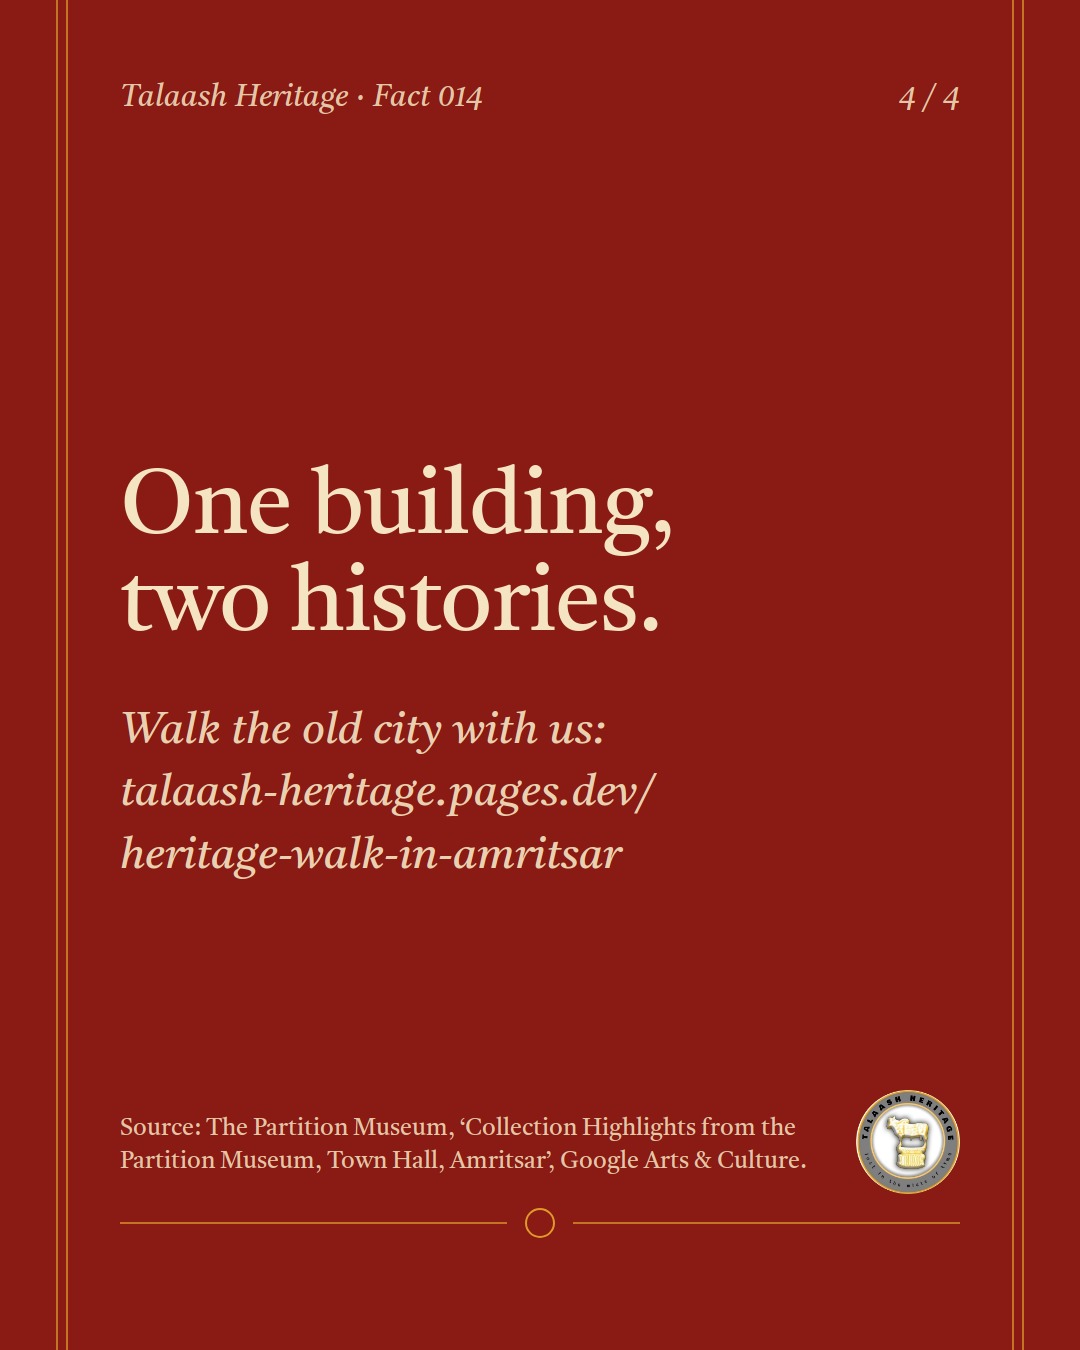 Talaash Heritage · Fact 014
4 / 4
One building,
two histories.
Walk the old city with us:
talaash-heritage.pages.dev/
heritage-walk-in-amritsar
Source: The Partition Museum, ‘Collection Highlights from the
Partition Museum, Town Hall, Amritsar’, Google Arts & Culture.
TALAASH HERITAGE